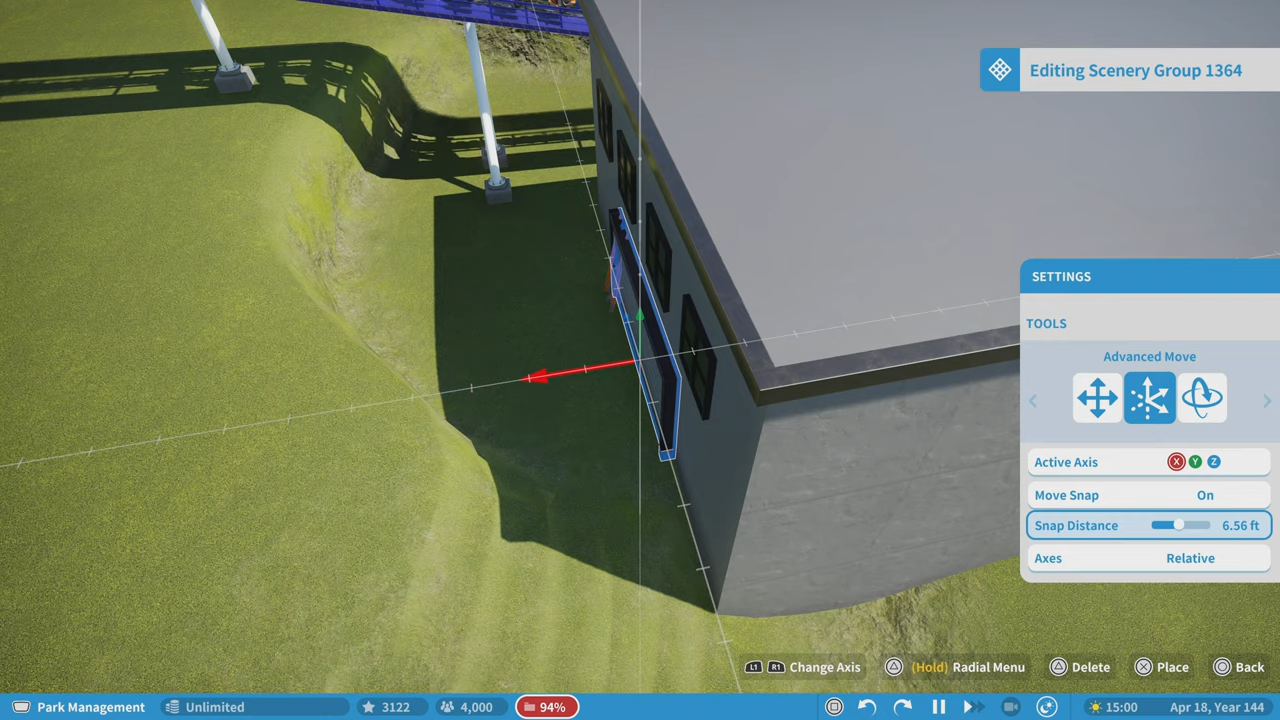 Editing Scenery Group 1364
SETTINGS
TOOLS
Advanced Move
Active Axis X Y Z
Move Snap On
Snap Distance 6.56 ft
Axes Relative
L1 R1 Change Axis (Hold) Radial Menu Delete Place Back
Park Management Unlimited 3122 4,000 94% 15:00 Apr 18, Year 144